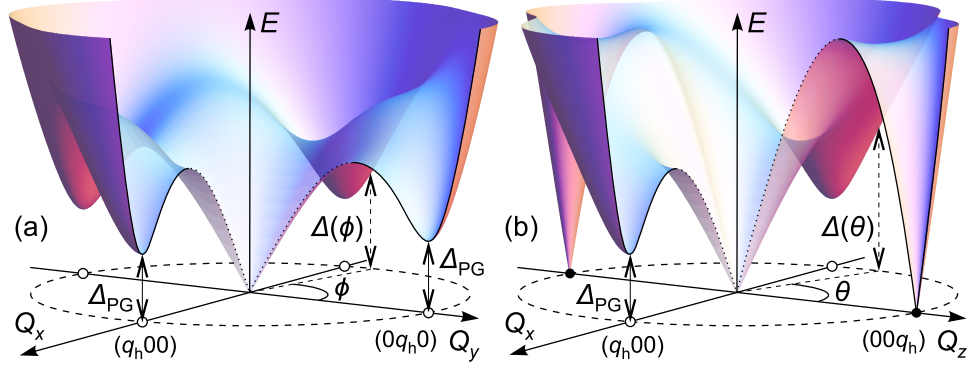 E
E
(a)
Δ(ϕ)
Δ_PG
Δ_PG
ϕ
Q_x
(q_h00)
(0q_h0)
Q_y
(b)
Δ(θ)
Δ_PG
θ
Q_x
(q_h00)
(00q_h)
Q_z